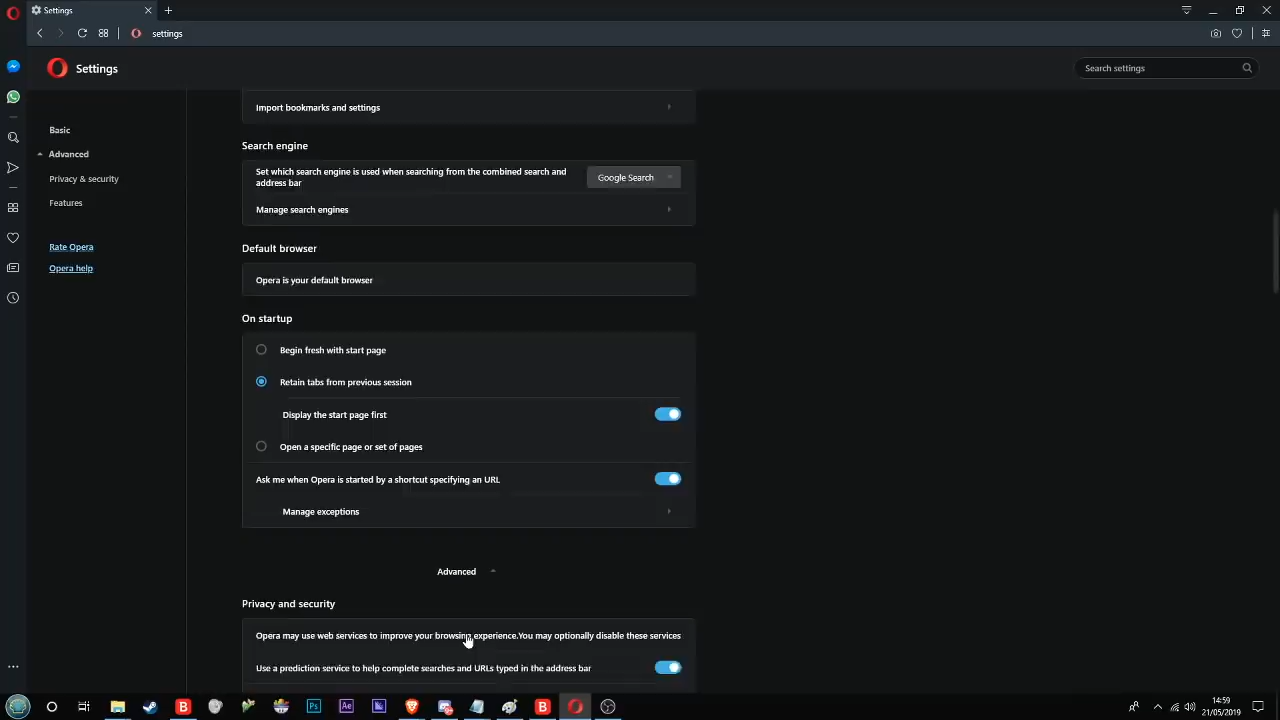 Settings
settings
Settings
Search settings
Basic
Advanced
Privacy & security
Features
Rate Opera
Opera help
Import bookmarks and settings
Search engine
Set which search engine is used when searching from the combined search and
address bar
Google Search
Manage search engines
Default browser
Opera is your default browser
On startup
Begin fresh with start page
Retain tabs from previous session
Display the start page first
Open a specific page or set of pages
Ask me when Opera is started by a shortcut specifying an URL
Manage exceptions
Advanced
Privacy and security
Opera may use web services to improve your browsing experience.You may optionally disable these services
Use a prediction service to help complete searches and URLs typed in the address bar
B
Ps
Ae
B
14:59
21/05/2019